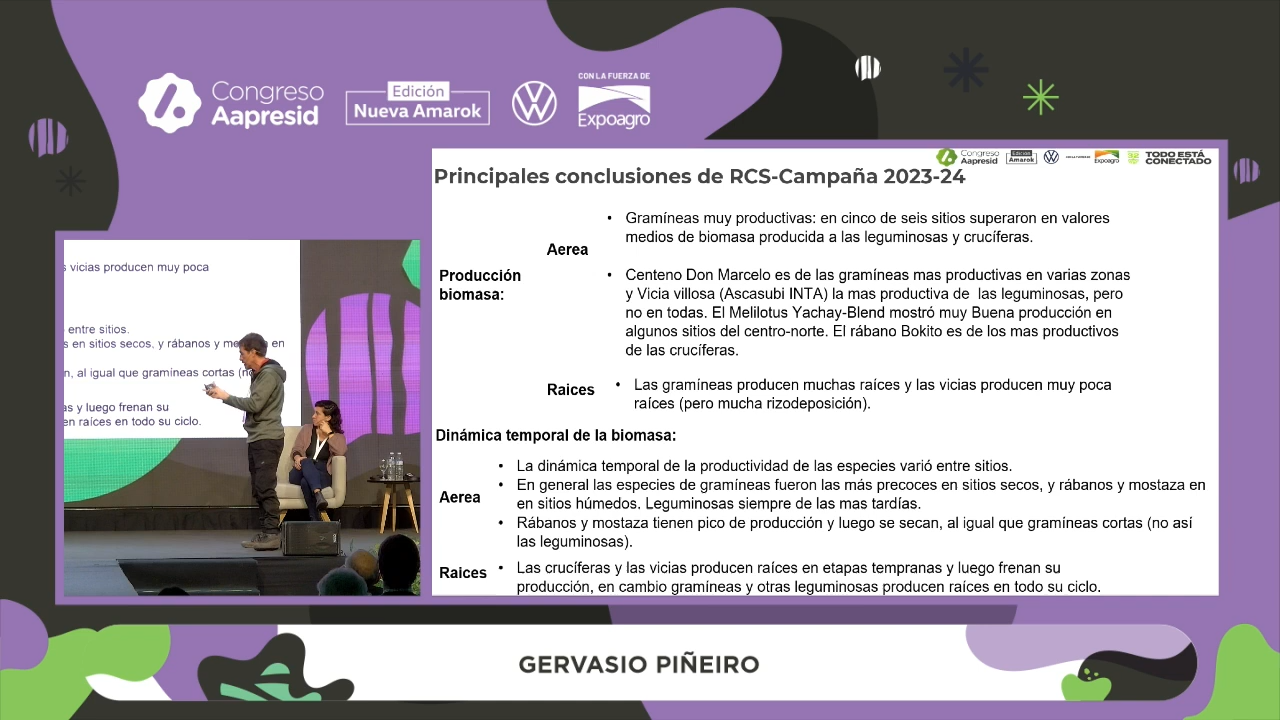 Congreso
Aapresid
Edición
Nueva Amarok
CON LA FUERZA DE
Expoagro
Congreso
Aapresid
Edición
Amarok
Expoagro
TODO ESTÁ
CONECTADO
Principales conclusiones de RCS-Campaña 2023-24
Producción
biomasa:
Aerea
• Gramíneas muy productivas: en cinco de seis sitios superaron en valores
medios de biomasa producida a las leguminosas y crucíferas.
• Centeno Don Marcelo es de las gramíneas mas productivas en varias zonas
y Vicia villosa (Ascasubi INTA) la mas productiva de las leguminosas, pero
no en todas. El Melilotus Yachay-Blend mostró muy Buena producción en
algunos sitios del centro-norte. El rábano Bokito es de los mas productivos
de las crucíferas.
Raices
• Las gramíneas producen muchas raíces y las vicias producen muy poca
raíces (pero mucha rizodeposición).
Dinámica temporal de la biomasa:
Aerea
• La dinámica temporal de la productividad de las especies varió entre sitios.
• En general las especies de gramíneas fueron las más precoces en sitios secos, y rábanos y mostaza en
en sitios húmedos. Leguminosas siempre de las mas tardías.
• Rábanos y mostaza tienen pico de producción y luego se secan, al igual que gramíneas cortas (no así
las leguminosas).
Raices
• Las crucíferas y las vicias producen raíces en etapas tempranas y luego frenan su
producción, en cambio gramíneas y otras leguminosas producen raíces en todo su ciclo.
s vicias producen muy poca
entre sitios.
s en sitios secos, y rábanos y en
n, al igual que gramíneas cortas
as y luego frenan su
en raíces en todo su ciclo.
GERVASIO PIÑEIRO